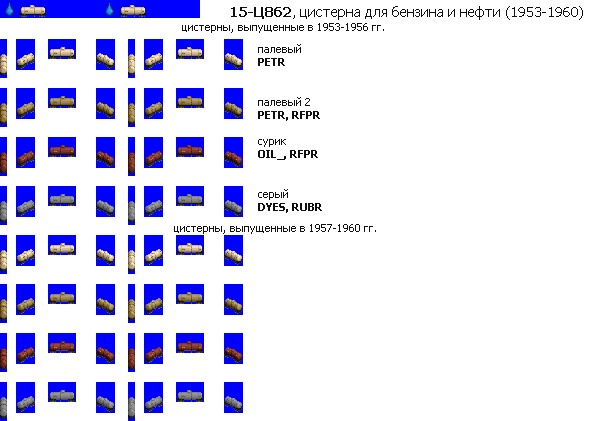 15-Ц862, цистерна для бензина и нефти (1953-1960)
цистерны, выпущенные в 1953-1956 гг.
палевый
PETR
палевый 2
PETR, RFPR
сурик
OIL_, RFPR
серый
DYES, RUBR
цистерны, выпущенные в 1957-1960 гг.